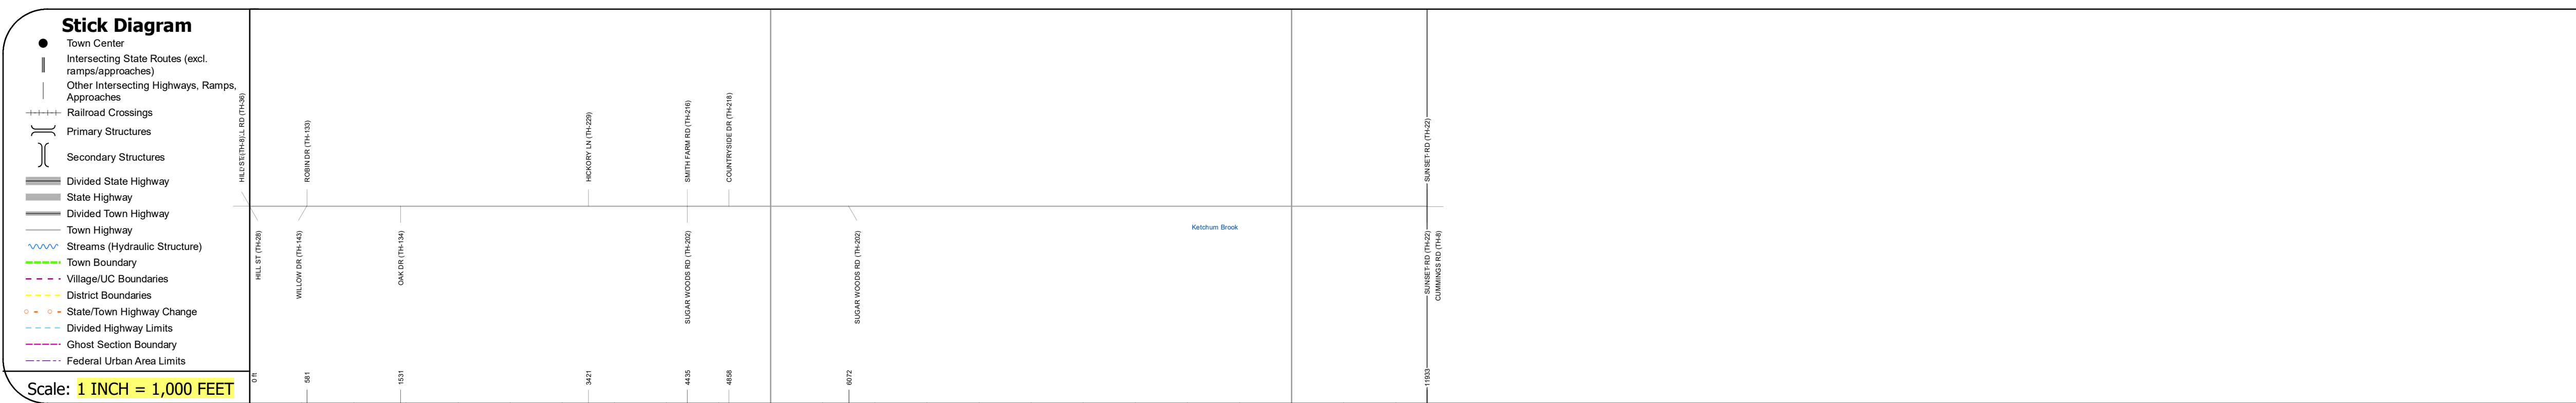 Stick Diagram
Town Center
Intersecting State Routes (excl.
ramps/approaches)
Other Intersecting Highways, Ramps,
Approaches
Railroad Crossings
Primary Structures
Secondary Structures
Divided State Highway
State Highway
Divided Town Highway
Town Highway
Streams (Hydraulic Structure)
Town Boundary
Village/UC Boundaries
District Boundaries
State/Town Highway Change
Divided Highway Limits
Ghost Section Boundary
Federal Urban Area Limits
Scale: 1 INCH = 1,000 FEET
RD (TH-36)
ROBIN DR (TH-133)
HICKORY LN (TH-229)
SMITH FARM RD (TH-216)
COUNTRYSIDE DR (TH-218)
SUNSET RD (TH-22)
HILL ST (TH-28)
WILLOW DR (TH-143)
OAK DR (TH-134)
SUGAR WOODS RD (TH-202)
SUGAR WOODS RD (TH-202)
Ketchum Brook
SUNSET RD (TH-22)
CUMMINGS RD (TH-8)
0 ft
581
1531
3421
4435
4858
6072
11933